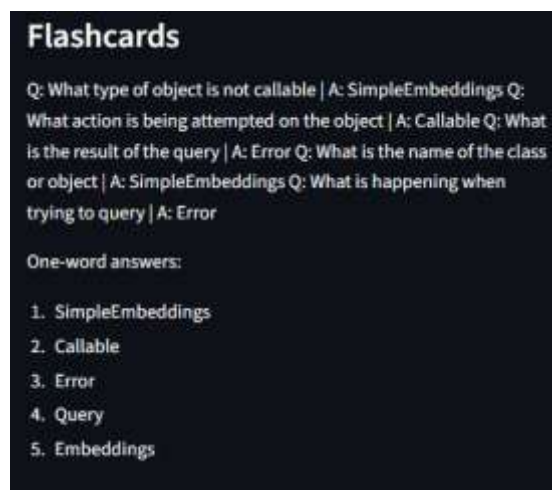 Flashcards
Q: What type of object is not callable | A: SimpleEmbeddings Q:
What action is being attempted on the object | A: Callable Q: What
is the result of the query | A: Error Q: What is the name of the class
or object | A: SimpleEmbeddings Q: What is happening when
trying to query | A: Error
One-word answers:
1. SimpleEmbeddings
2. Callable
3. Error
4. Query
5. Embeddings